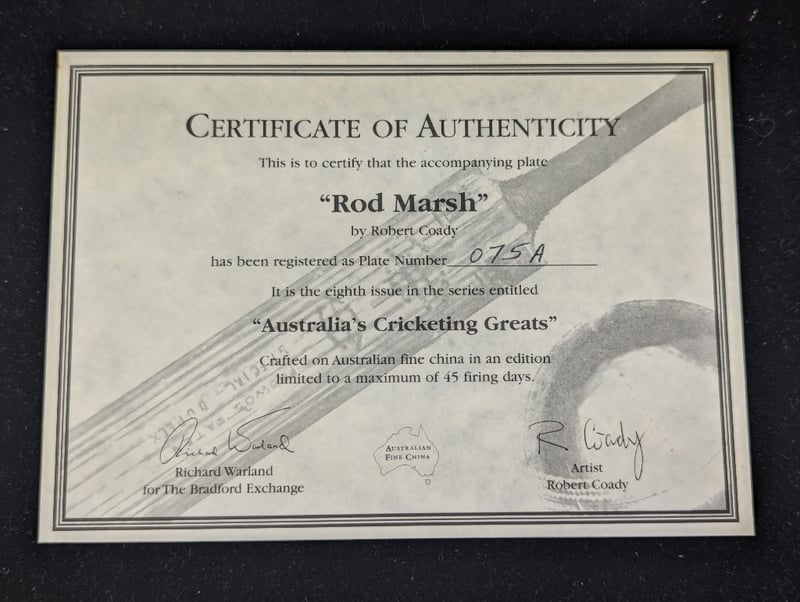 CERTIFICATE OF AUTHENTICITY
This is to certify that the accompanying plate
“Rod Marsh”
by Robert Coady
has been registered as Plate Number 075A
It is the eighth issue in the series entitled
“Australia's Cricketing Greats”
Crafted on Australian fine china in an edition
limited to a maximum of 45 firing days.
Richard Warland
Richard Warland
for The Bradford Exchange
AUSTRALIAN
FINE CHINA
R Coady
Artist
Robert Coady